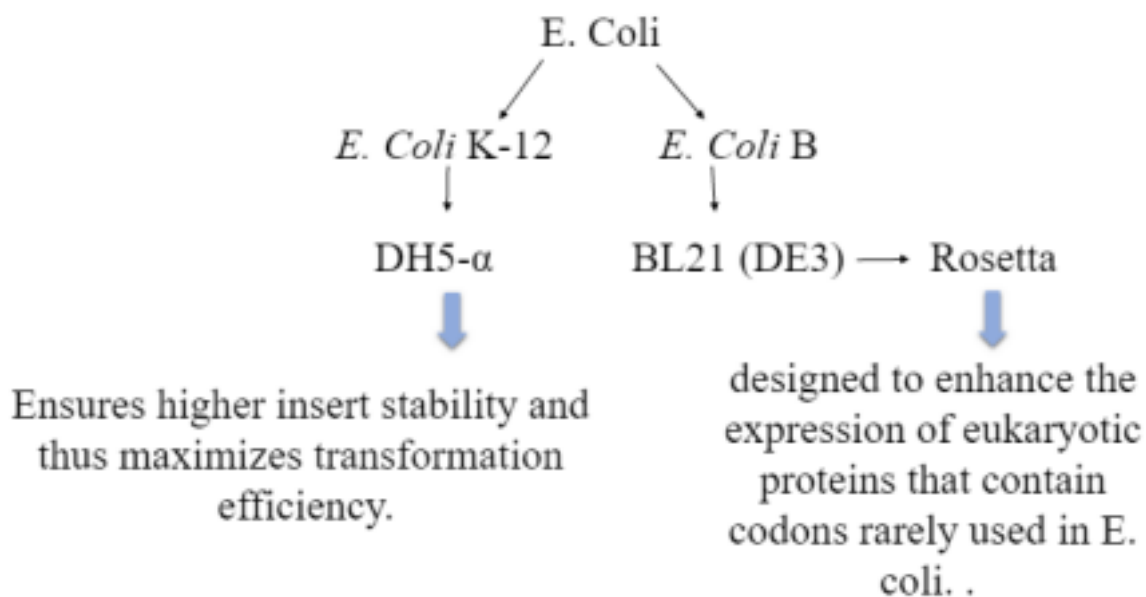 E. Coli
E. Coli K-12
E. Coli B
DH5-α
BL21 (DE3)
Rosetta
Ensures higher insert stability and
thus maximizes transformation
efficiency.
designed to enhance the
expression of eukaryotic
proteins that contain
codons rarely used in E.
coli. .